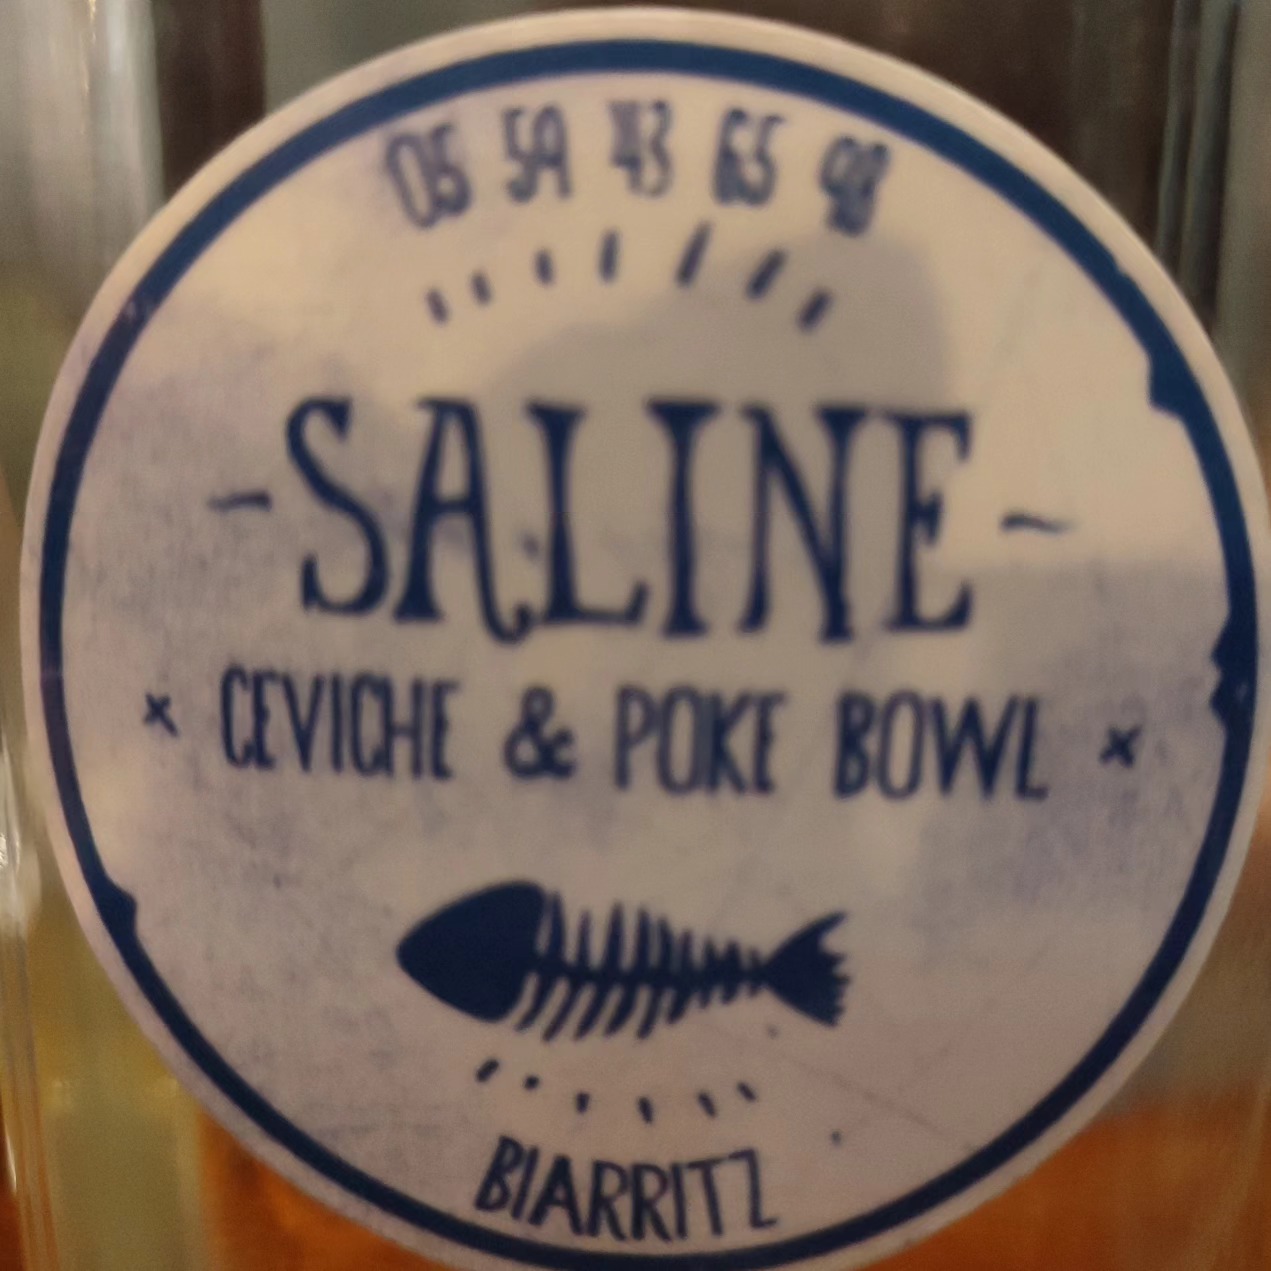 05 59 43 65 98
~SALINE~
x CEVICHE & POKE BOWL x
BIARRITZ